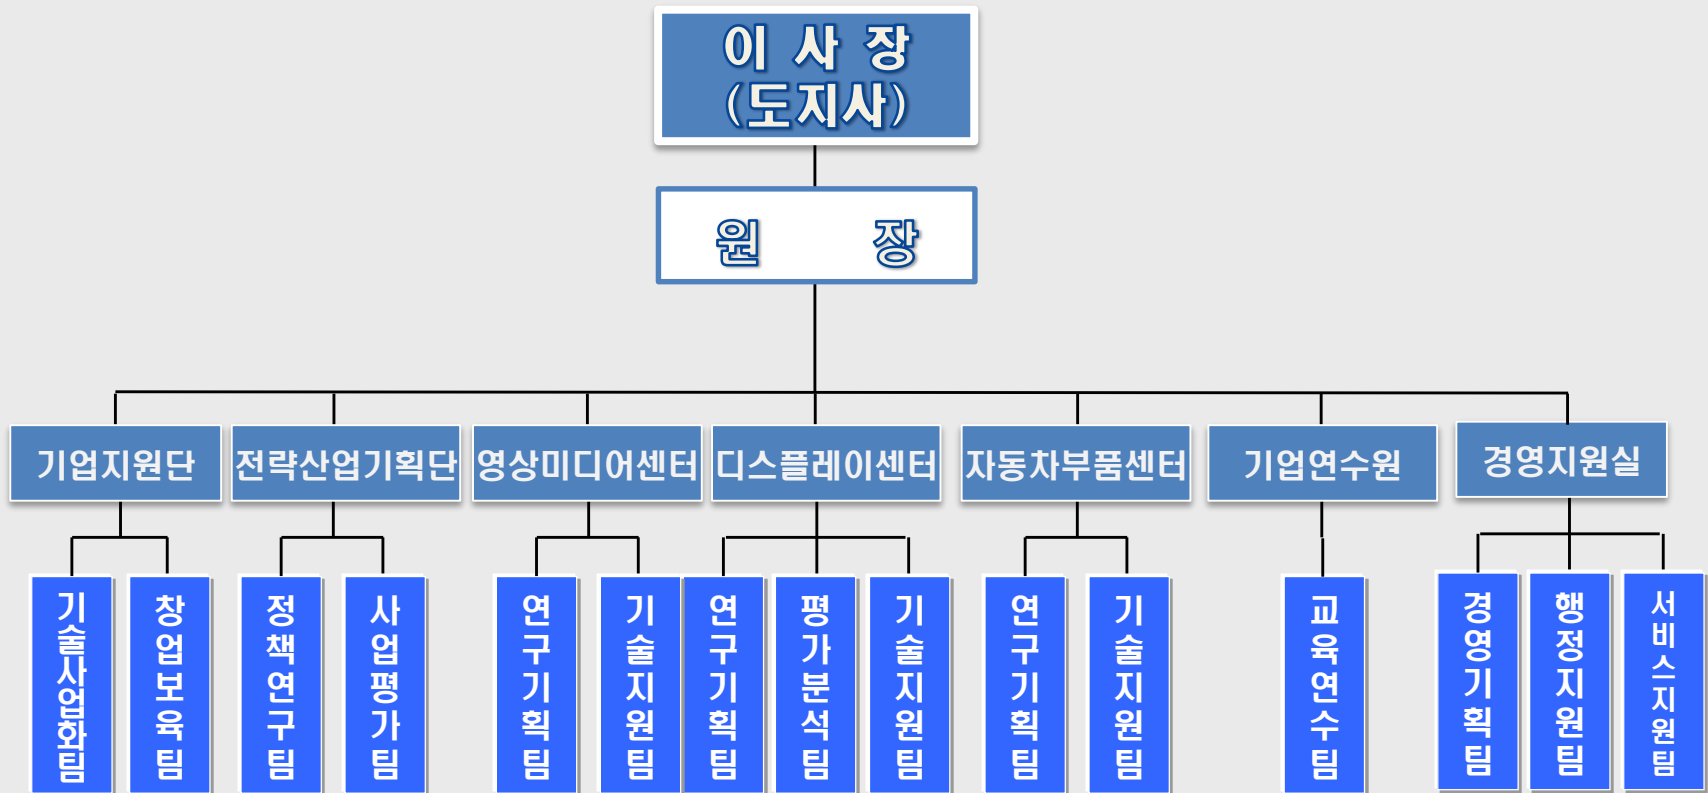 이 사 장
(도지사)
원 장
기업지원단
전략산업기획단
영상미디어센터
디스플레이센터
자동차부품센터
기업연수원
경영지원실
기술사업화팀
창업보육팀
정책연구팀
사업평가팀
연구기획팀
기술지원팀
연구기획팀
평가분석팀
기술지원팀
연구기획팀
기술지원팀
교육연수팀
경영기획팀
행정지원팀
서비스지원팀